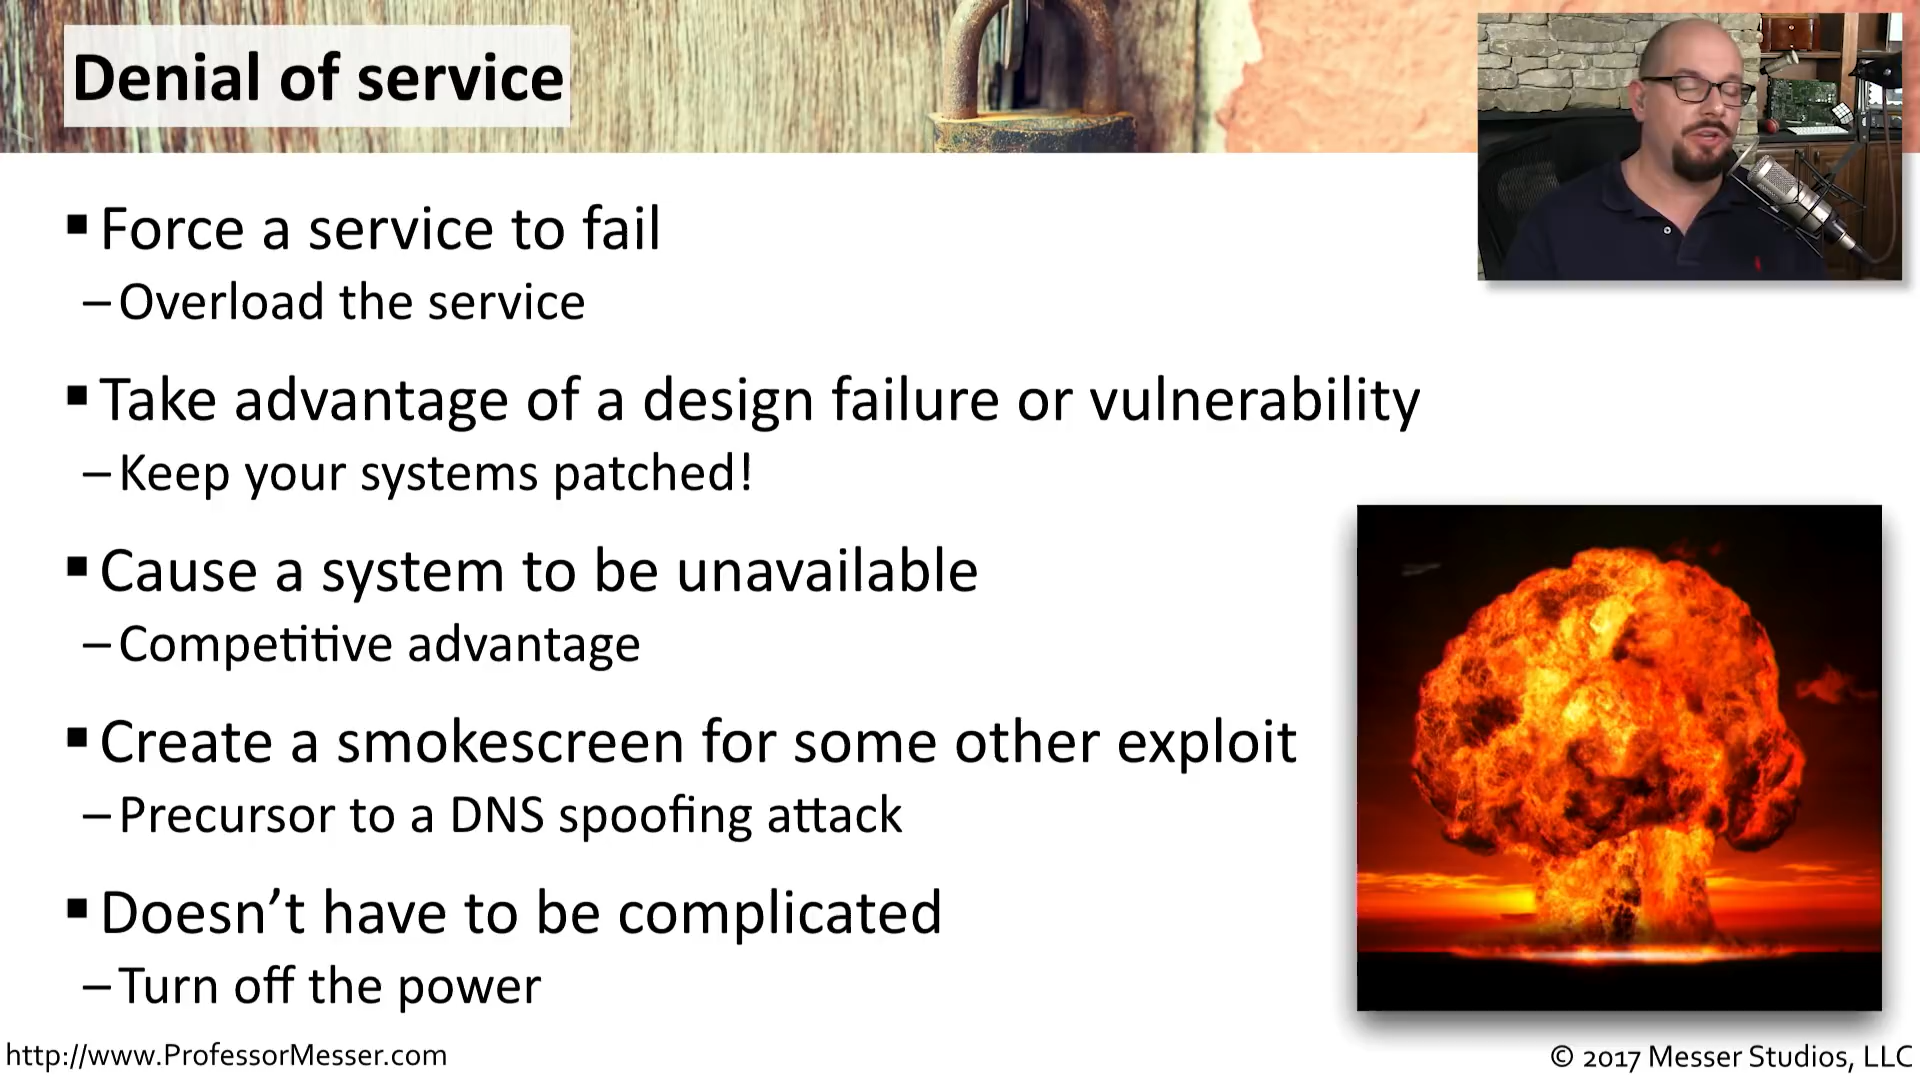 Denial of service
▪ Force a service to fail
– Overload the service
▪ Take advantage of a design failure or vulnerability
– Keep your systems patched!
▪ Cause a system to be unavailable
– Competitive advantage
▪ Create a smokescreen for some other exploit
– Precursor to a DNS spoofing attack
▪ Doesn’t have to be complicated
– Turn off the power
http://www.ProfessorMesser.com
© 2017 Messer Studios, LLC